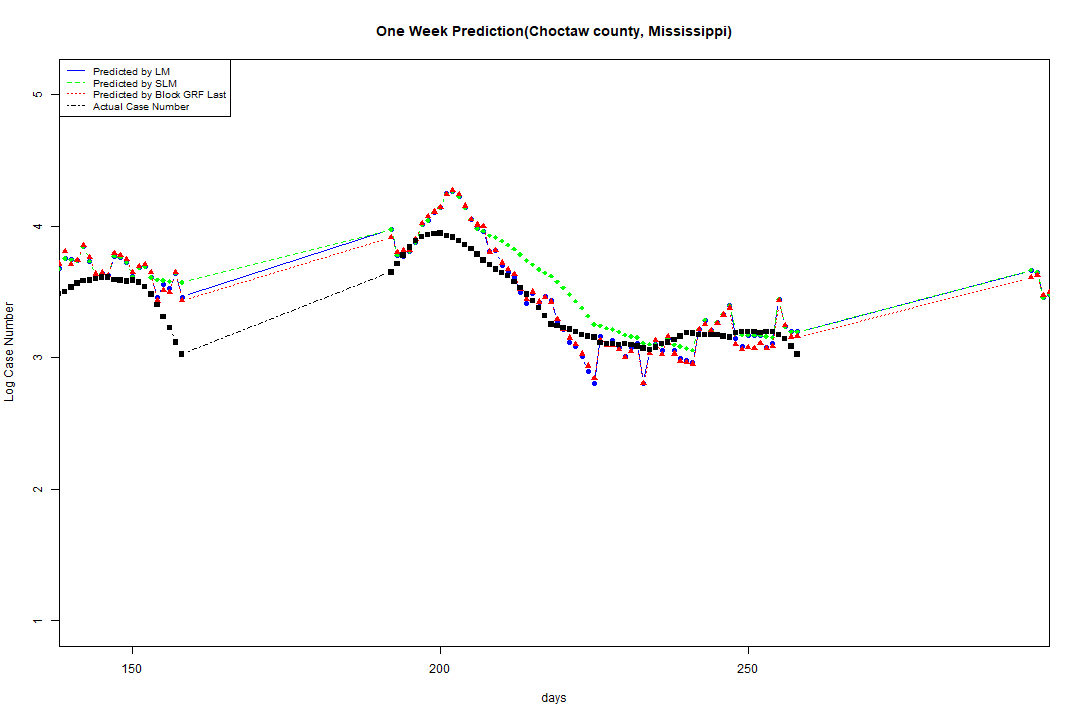 One Week Prediction(Choctaw county, Mississippi)
Predicted by LM
Predicted by SLM
Predicted by Block GRF Last
Actual Case Number
5
4
3
2
1
Log Case Number
150
200
250
days